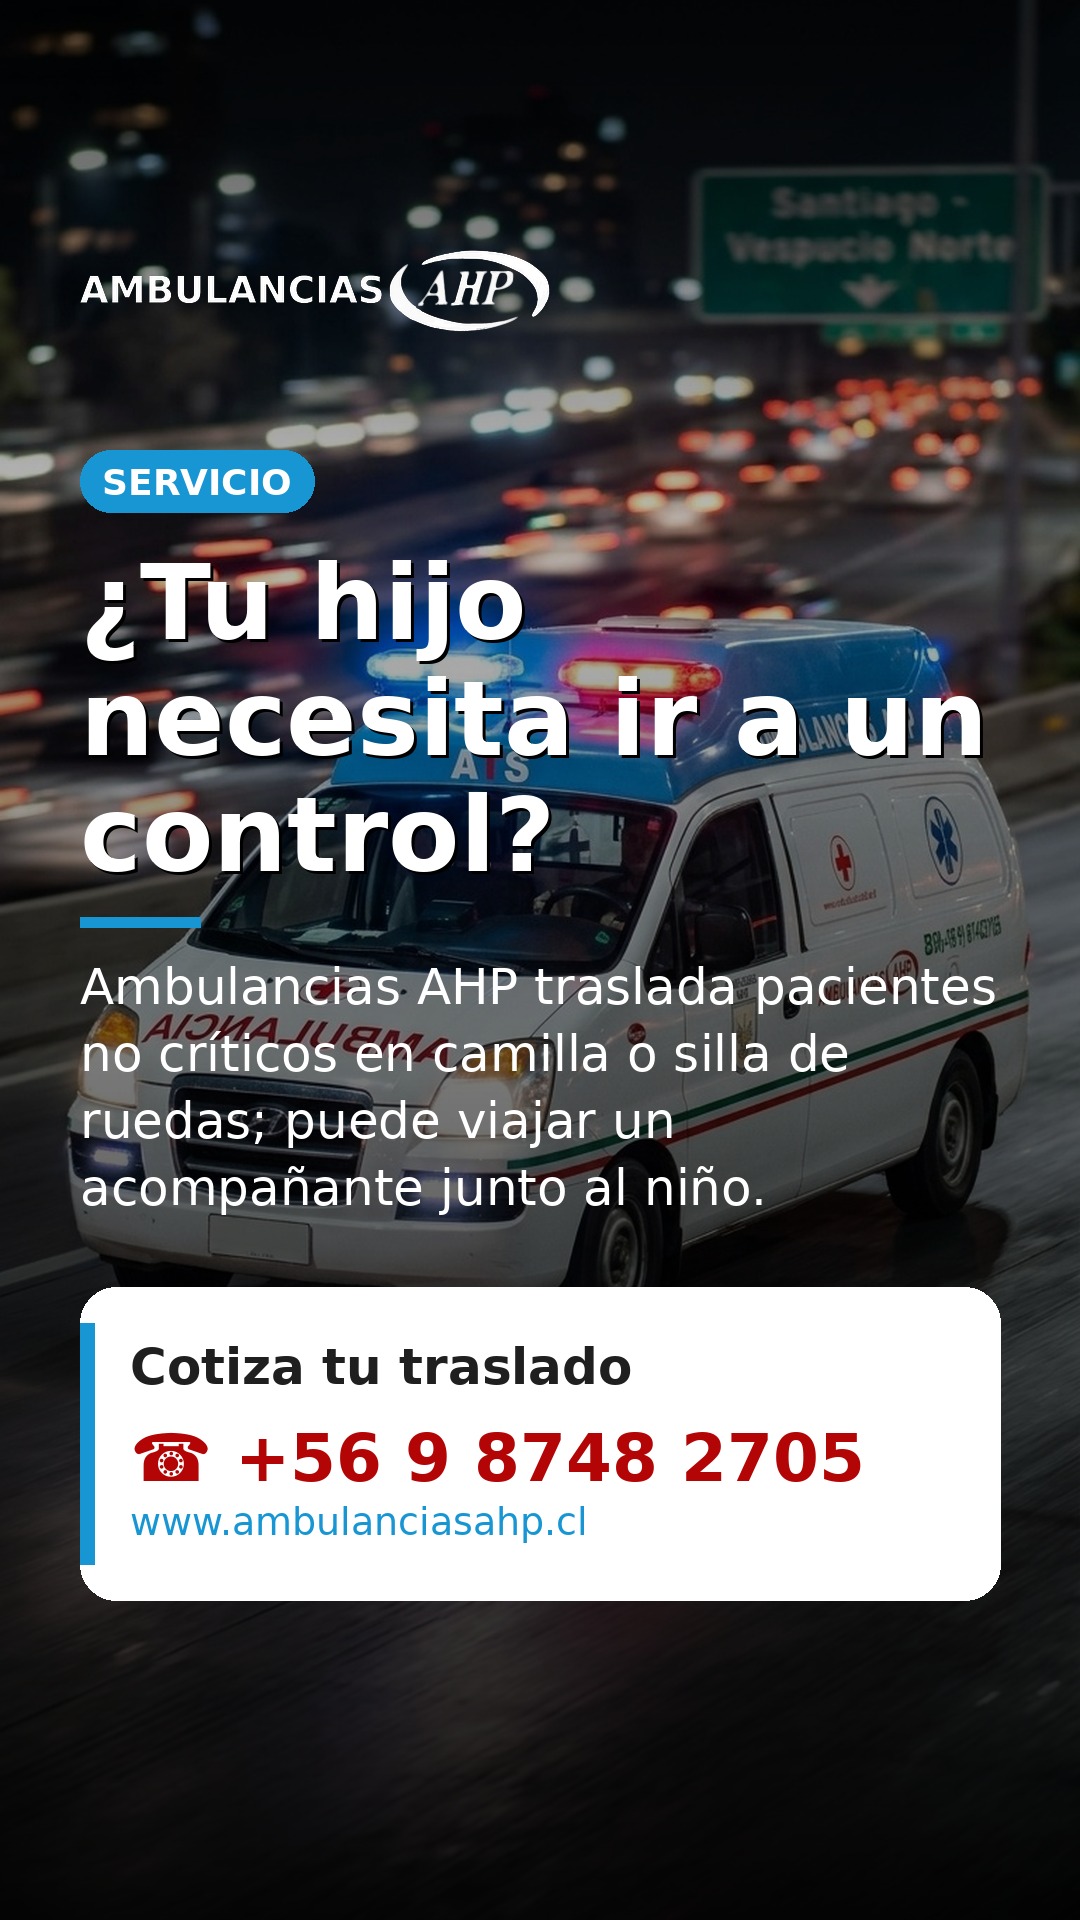 Santiago -
Vespucio Norte
AMBULANCIAS AHP
SERVICIO
¿Tu hijo
necesita ir a un
control?
ATS
Ambulancias AHP traslada pacientes
no críticos en camilla o silla de
ruedas; puede viajar un
acompañante junto al niño.
AMBULANCIA
Cotiza tu traslado
☎ +56 9 8748 2705
www.ambulanciasahp.cl